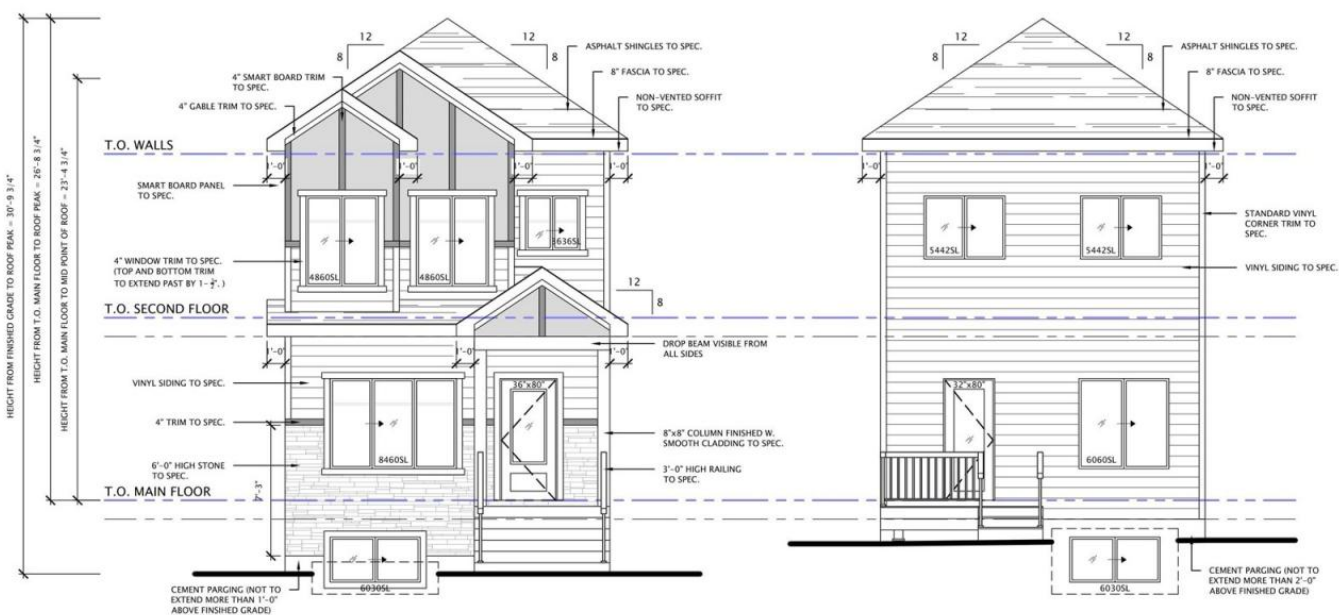 HEIGHT FROM FINISHED GRADE TO ROOF PEAK = 30'-9 3/4"
HEIGHT FROM T.O. MAIN FLOOR TO ROOF PEAK = 26'-8 3/4"
HEIGHT FROM T.O. MAIN FLOOR TO MID POINT OF ROOF = 23'-4 3/4"
12
8
12
8
ASPHALT SHINGLES TO SPEC.
8" FASCIA TO SPEC.
NON-VENTED SOFFIT
TO SPEC.
4" SMART BOARD TRIM
TO SPEC.
4" GABLE TRIM TO SPEC.
T.O. WALLS
1'-0"
1'-0"
1'-0"
SMART BOARD PANEL
TO SPEC.
4" WINDOW TRIM TO SPEC.
(TOP AND BOTTOM TRIM
TO EXTEND PAST BY 1-½". )
4860SL
4860SL
3636SL
12
8
T.O. SECOND FLOOR
DROP BEAM VISIBLE FROM
ALL SIDES
1'-0"
1'-0"
1'-0"
VINYL SIDING TO SPEC.
36"x80"
4" TRIM TO SPEC.
8"x8" COLUMN FINISHED W.
SMOOTH CLADDING TO SPEC.
8460SL
6'-0" HIGH STONE
TO SPEC.
3'-0" HIGH RAILING
TO SPEC.
T.O. MAIN FLOOR
6030SL
CEMENT PARGING (NOT TO
EXTEND MORE THAN 1'-0"
ABOVE FINISHED GRADE)
12
8
12
8
ASPHALT SHINGLES TO SPEC.
8" FASCIA TO SPEC.
NON-VENTED SOFFIT
TO SPEC.
1'-0"
1'-0"
5442SL
5442SL
STANDARD VINYL
CORNER TRIM TO
SPEC.
VINYL SIDING TO SPEC.
32"x80"
6060SL
6030SL
CEMENT PARGING (NOT TO
EXTEND MORE THAN 2'-0"
ABOVE FINISHED GRADE)